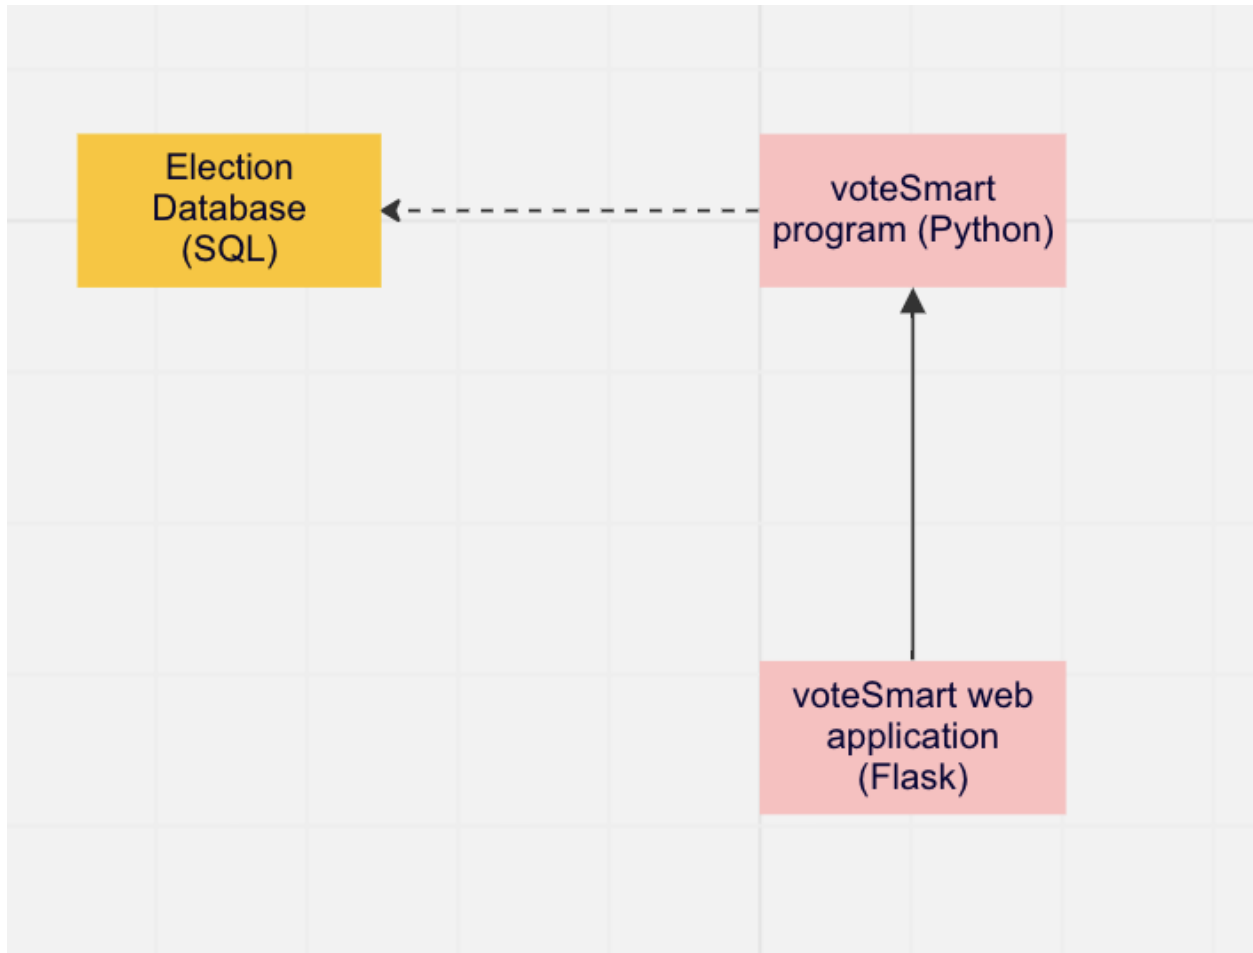 Election
Database
(SQL)
voteSmart
program (Python)
voteSmart web
application
(Flask)